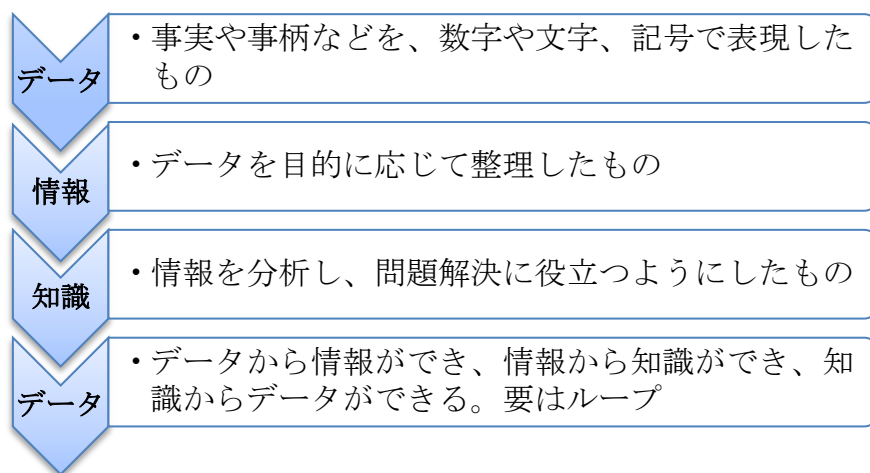 データ
・事実や事柄などを、数字や文字、記号で表現した
もの
情報
・データを目的に応じて整理したもの
知識
・情報を分析し、問題解決に役立つようにしたもの
データ
・データから情報ができ、情報から知識ができ、知
識からデータができる。要はループ